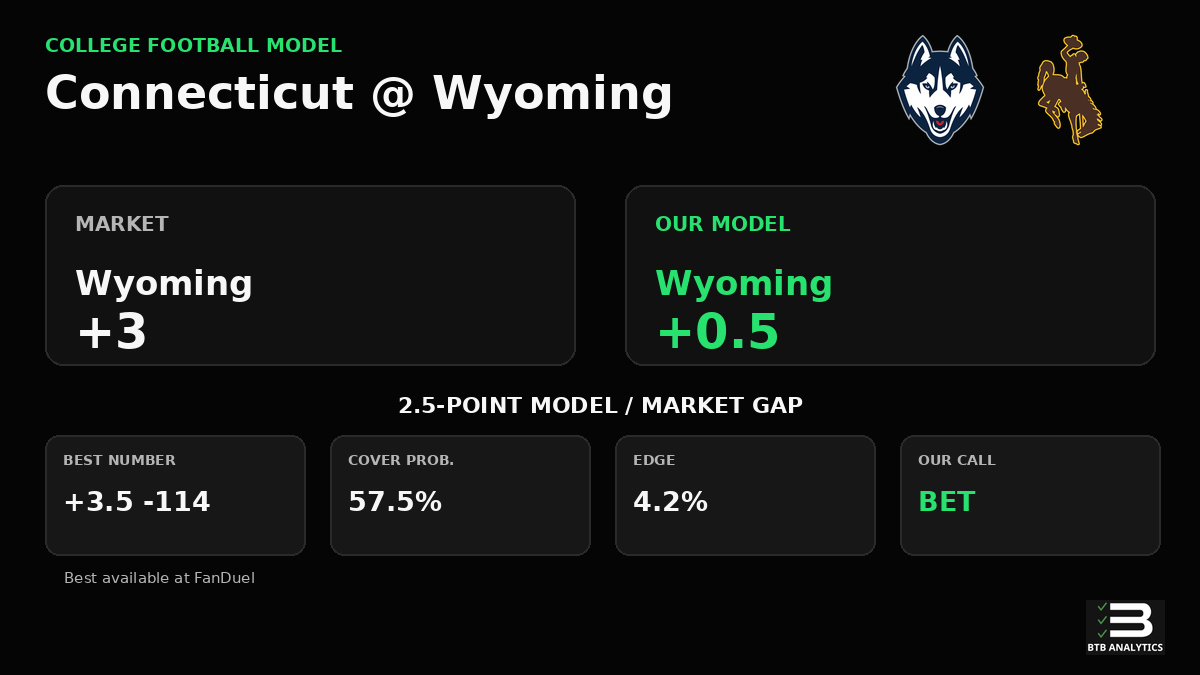 COLLEGE FOOTBALL MODEL
Connecticut @ Wyoming
MARKET
Wyoming
+3
OUR MODEL
Wyoming
+0.5
2.5-POINT MODEL / MARKET GAP
BEST NUMBER
+3.5 -114
COVER PROB.
57.5%
EDGE
4.2%
OUR CALL
BET
Best available at FanDuel
BTB ANALYTICS